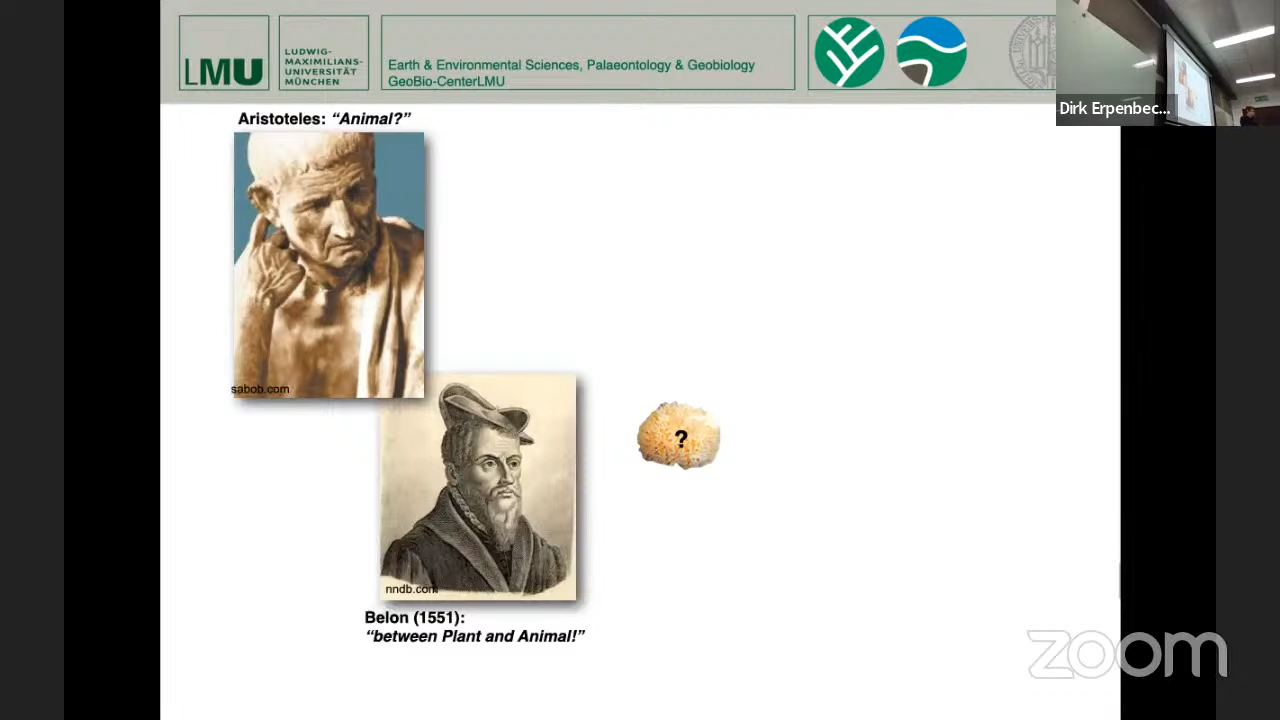 LMU
LUDWIG-
MAXIMILIANS-
UNIVERSITÄT
MÜNCHEN
Earth & Environmental Sciences, Palaeontology & Geobiology
GeoBio-CenterLMU
Dirk Erpenbec...
Aristoteles: “Animal?”
sabob.com
?
nndb.com
Belon (1551):
“between Plant and Animal!”
zoom